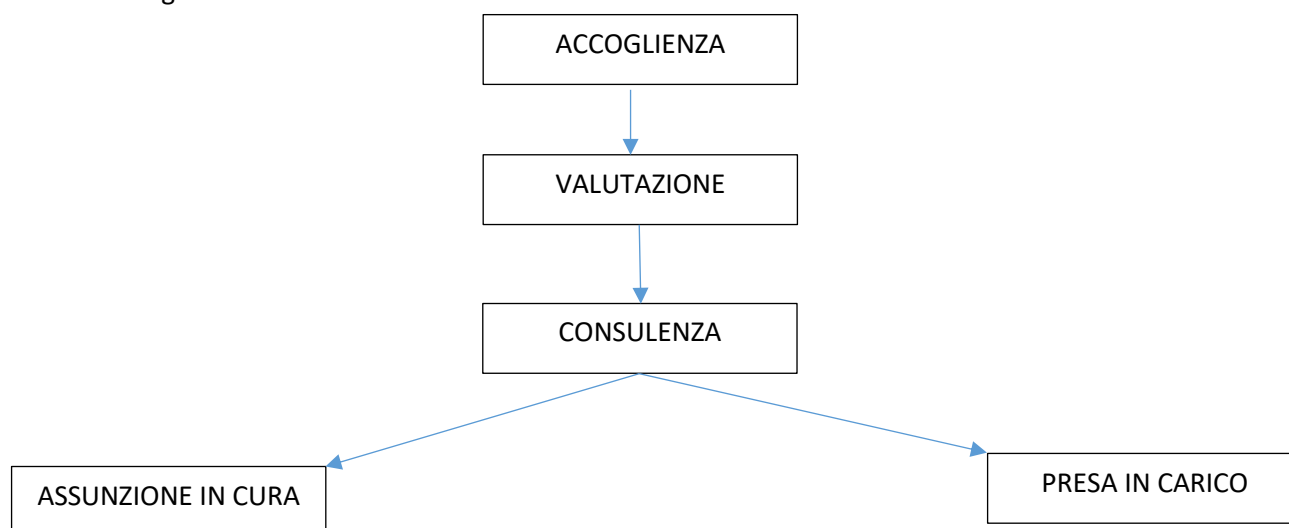 ACCOGLIENZA
VALUTAZIONE
CONSULENZA
ASSUNZIONE IN CURA
PRESA IN CARICO